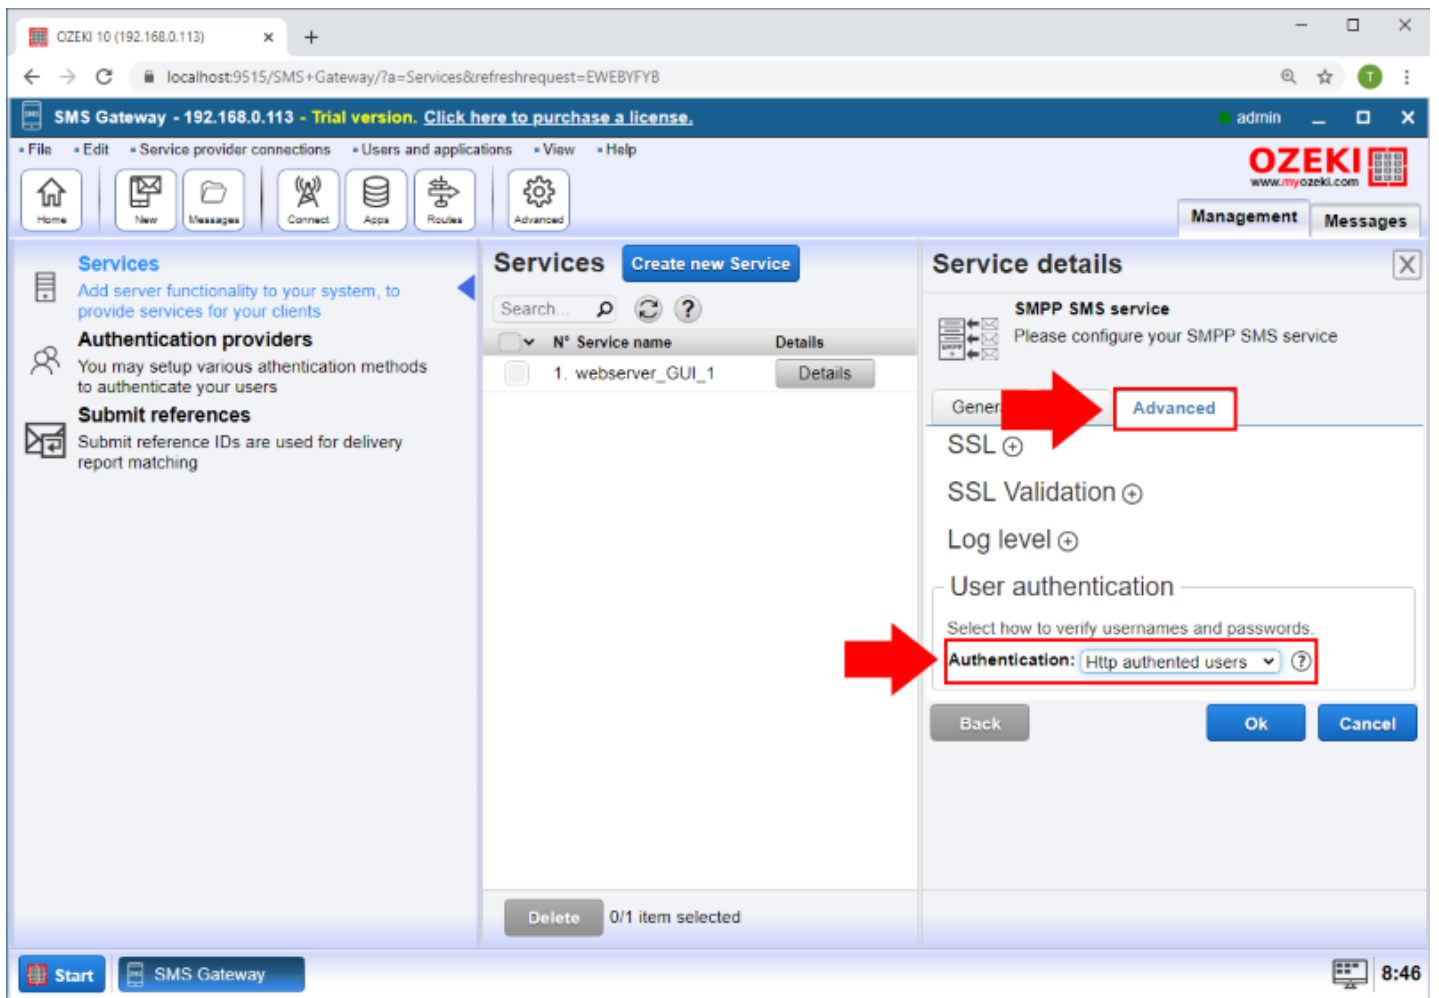 OZEKI 10 (192.168.0.113)
localhost:9515/SMS+Gateway/?a=Services&refreshrequest=EWEBYFYB
T
SMS Gateway - 192.168.0.113 - Trial version. Click here to purchase a license.
admin
File Edit Service provider connections Users and applications View Help
OZEKI
www.myozeki.com
Home New Messages Connect Apps Routes Advanced
Management Messages
Services
Add server functionality to your system, to
provide services for your clients
Authentication providers
You may setup various athentication methods
to authenticate your users
Submit references
Submit reference IDs are used for delivery
report matching
Services Create new Service
Search...
?
N° Service name Details
1. webserver_GUI_1 Details
Delete 0/1 item selected
Service details
X
SMPP SMS service
Please configure your SMPP SMS service
SMPP
Gener
Advanced
SSL
SSL Validation
Log level
User authentication
Select how to verify usernames and passwords.
Authentication: Http authented users ?
Back Ok Cancel
Start SMS Gateway 8:46